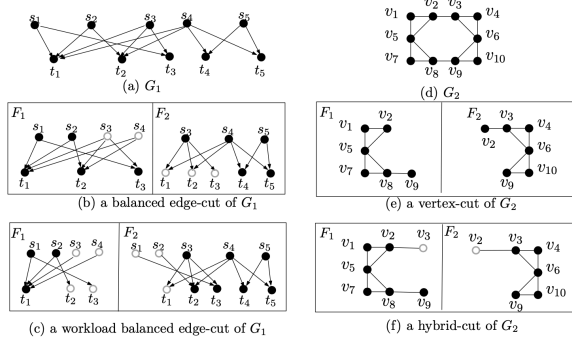 s1 s2 s3 s4 s5
t1 t2 t3 t4 t5
(a) G1
v1 v2 v3 v4
v5 v6
v7 v8 v9 v10
(d) G2
F1 s1 s2 s3 s4
t1 t2 t3
F2 s3 s4 s5
t1 t2 t3 t4 t5
(b) a balanced edge-cut of G1
F1 v1 v2
v5
v7 v8 v9
F2 v3 v4
v2 v6
v9 v10
(e) a vertex-cut of G2
F1 s1 s2 s3 s4
t1 t2 t3
F2 s1 s2 s3 s4 s5
t1 t2 t3 t4 t5
(c) a workload balanced edge-cut of G1
F1 v1 v2 v3
v5
v7 v8 v9
F2 v2 v3 v4
v6
v9 v10
(f) a hybrid-cut of G2